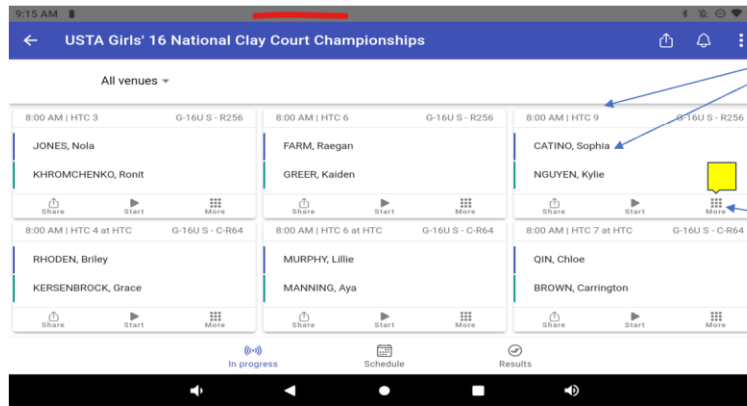 9:15 AM
USTA Girls' 16 National Clay Court Championships
All venues
8:00 AM | HTC 3 G-16U S - R256
JONES, Nola
KHROMCHENKO, Ronit
Share Start More
8:00 AM | HTC 6 G-16U S - R256
FARM, Raegan
GREER, Kaiden
Share Start More
8:00 AM | HTC 9 G-16U S - R256
CATINO, Sophia
NGUYEN, Kylie
Share Start More
8:00 AM | HTC 4 at HTC G-16U S - C-R64
RHODEN, Briley
KERSENBROCK, Grace
Share Start More
8:00 AM | HTC 6 at HTC G-16U S - C-R64
MURPHY, Lillie
MANNING, Aya
Share Start More
8:00 AM | HTC 7 at HTC G-16U S - C-R64
QIN, Chloe
BROWN, Carrington
Share Start More
In progress Schedule Results